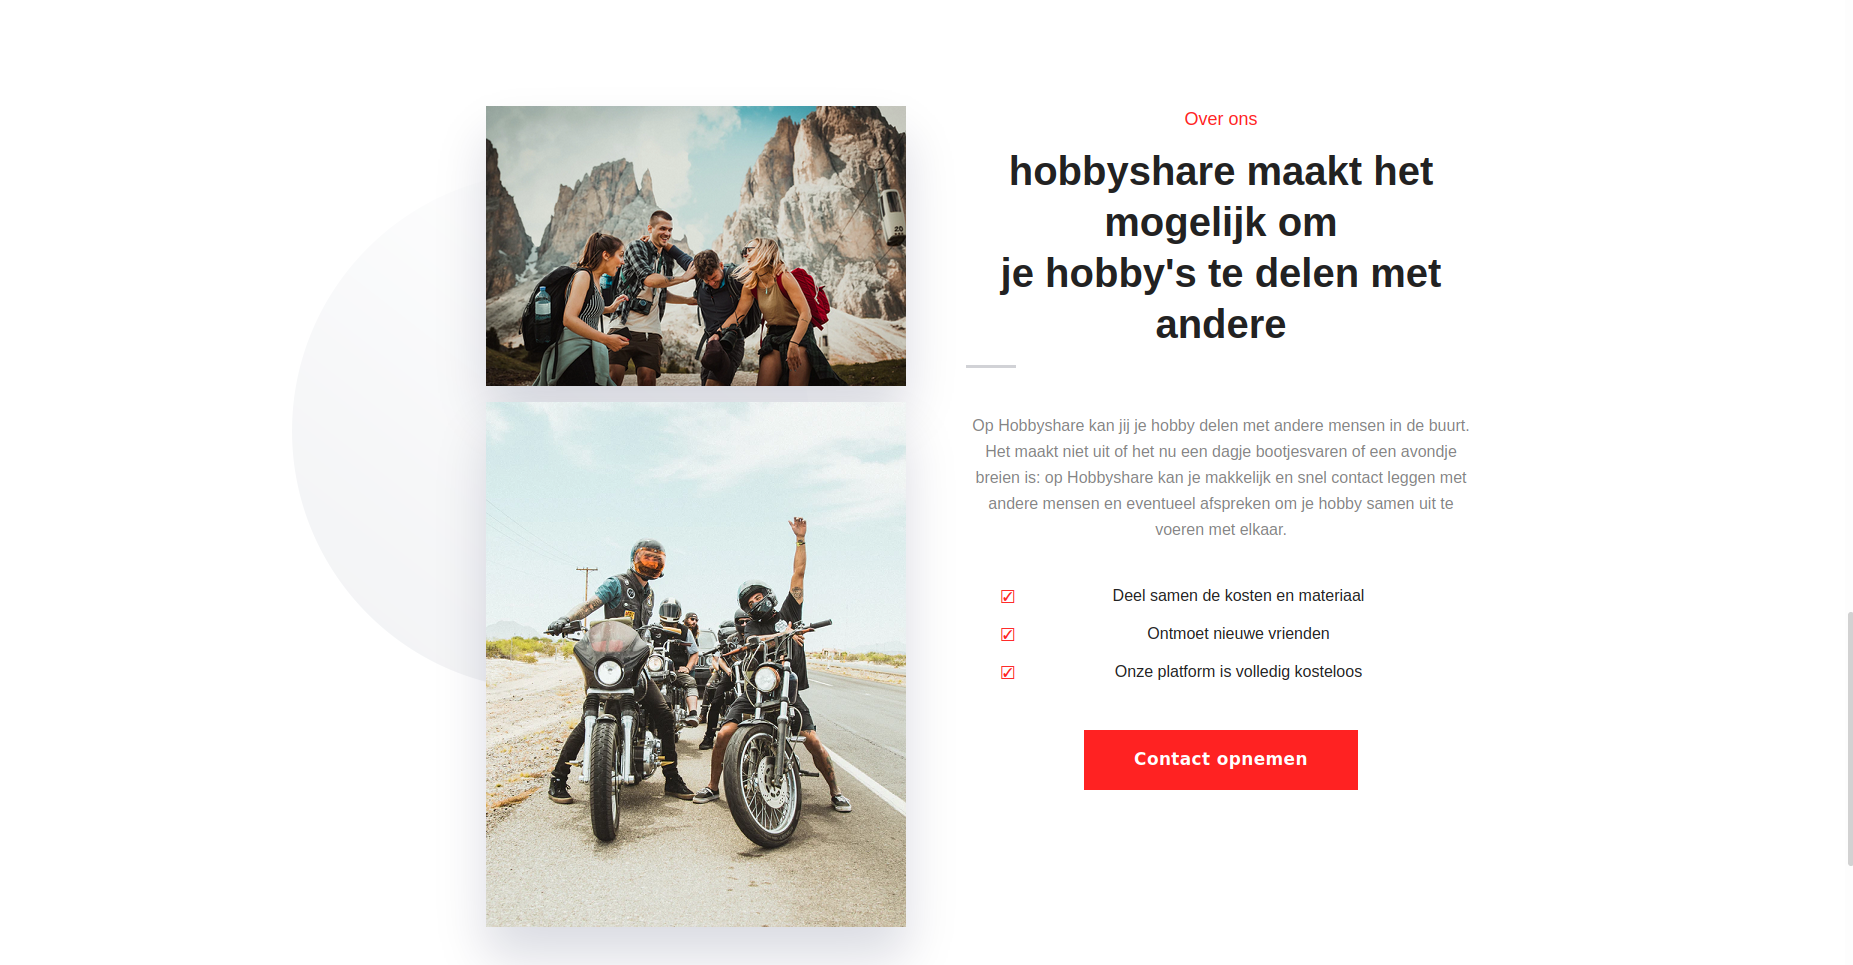 Over ons
hobbyshare maakt het
mogelijk om
je hobby's te delen met
andere
Op Hobbyshare kan jij je hobby delen met andere mensen in de buurt.
Het maakt niet uit of het nu een dagje bootjesvaren of een avondje
breien is: op Hobbyshare kan je makkelijk en snel contact leggen met
andere mensen en eventueel afspreken om je hobby samen uit te
voeren met elkaar.
Deel samen de kosten en materiaal
Ontmoet nieuwe vrienden
Onze platform is volledig kosteloos
Contact opnemen
20